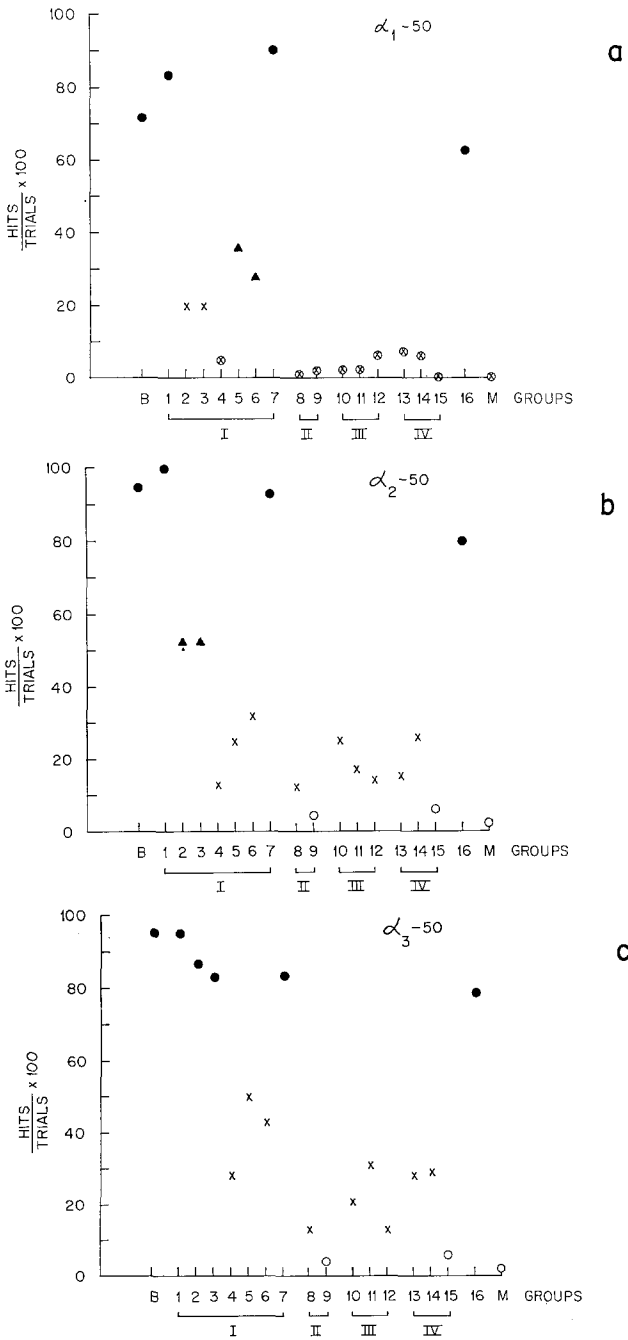 α₁-50
a
100
80
60
40
20
0
HITS
TRIALS
x 100
B 1 2 3 4 5 6 7 8 9 10 11 12 13 14 15 16 M GROUPS
I II III IV
α₂-50
b
100
80
60
40
20
0
HITS
TRIALS
x 100
B 1 2 3 4 5 6 7 8 9 10 11 12 13 14 15 16 M GROUPS
I II III IV
α₃-50
c
100
80
60
40
20
0
HITS
TRIALS
x 100
B 1 2 3 4 5 6 7 8 9 10 11 12 13 14 15 16 M GROUPS
I II III IV